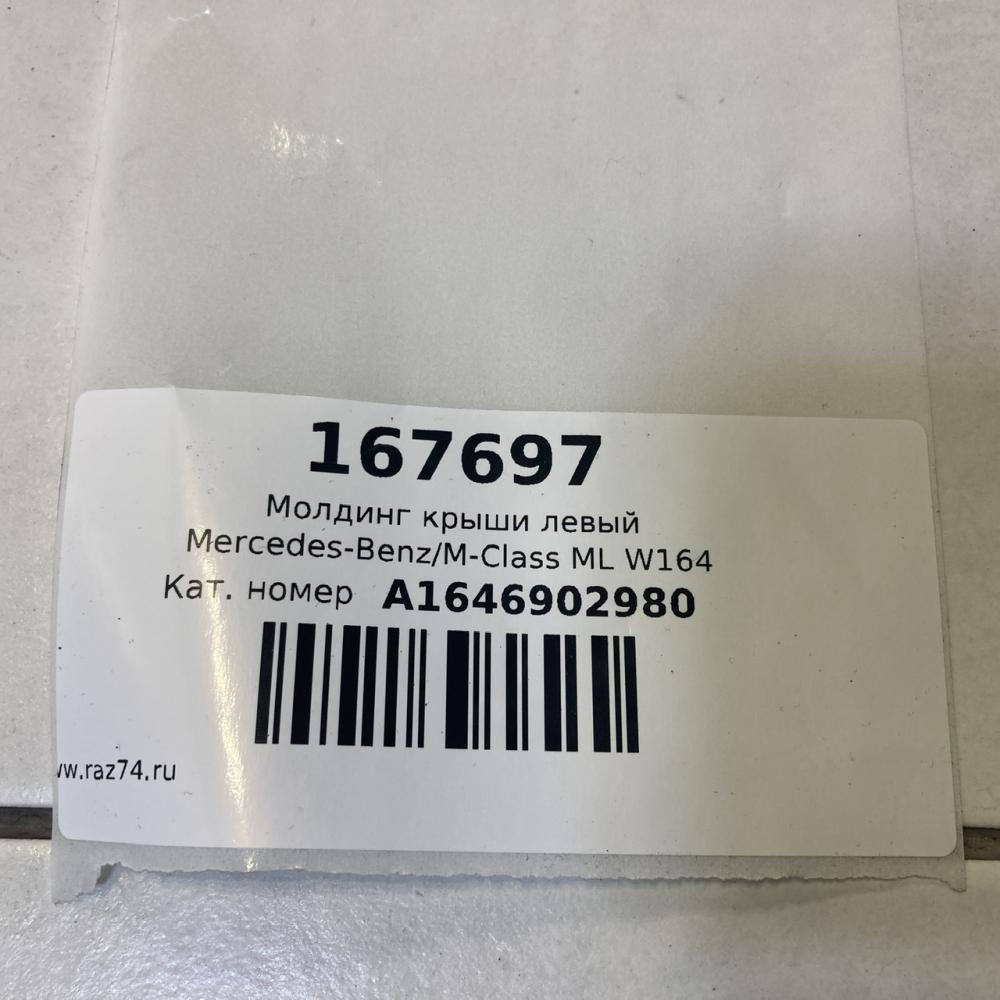 167697
Молдинг крыши левый
Mercedes-Benz/M-Class ML W164
Кат. номер A1646902980
w.raz74.ru